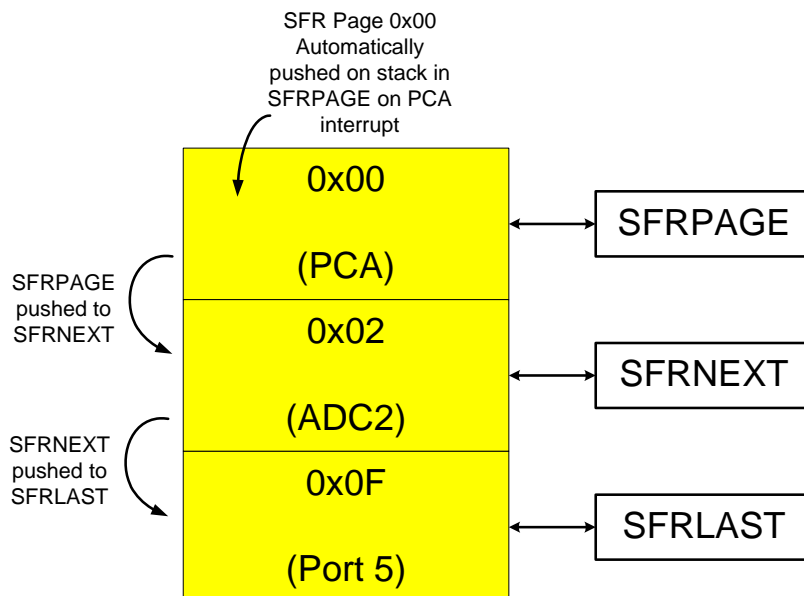 SFR Page 0x00
Automatically
pushed on stack in
SFRPAGE on PCA
interrupt
0x00
(PCA)
SFRPAGE
SFRPAGE
pushed to
SFRNEXT
0x02
(ADC2)
SFRNEXT
SFRNEXT
pushed to
SFRLAST
0x0F
(Port 5)
SFRLAST